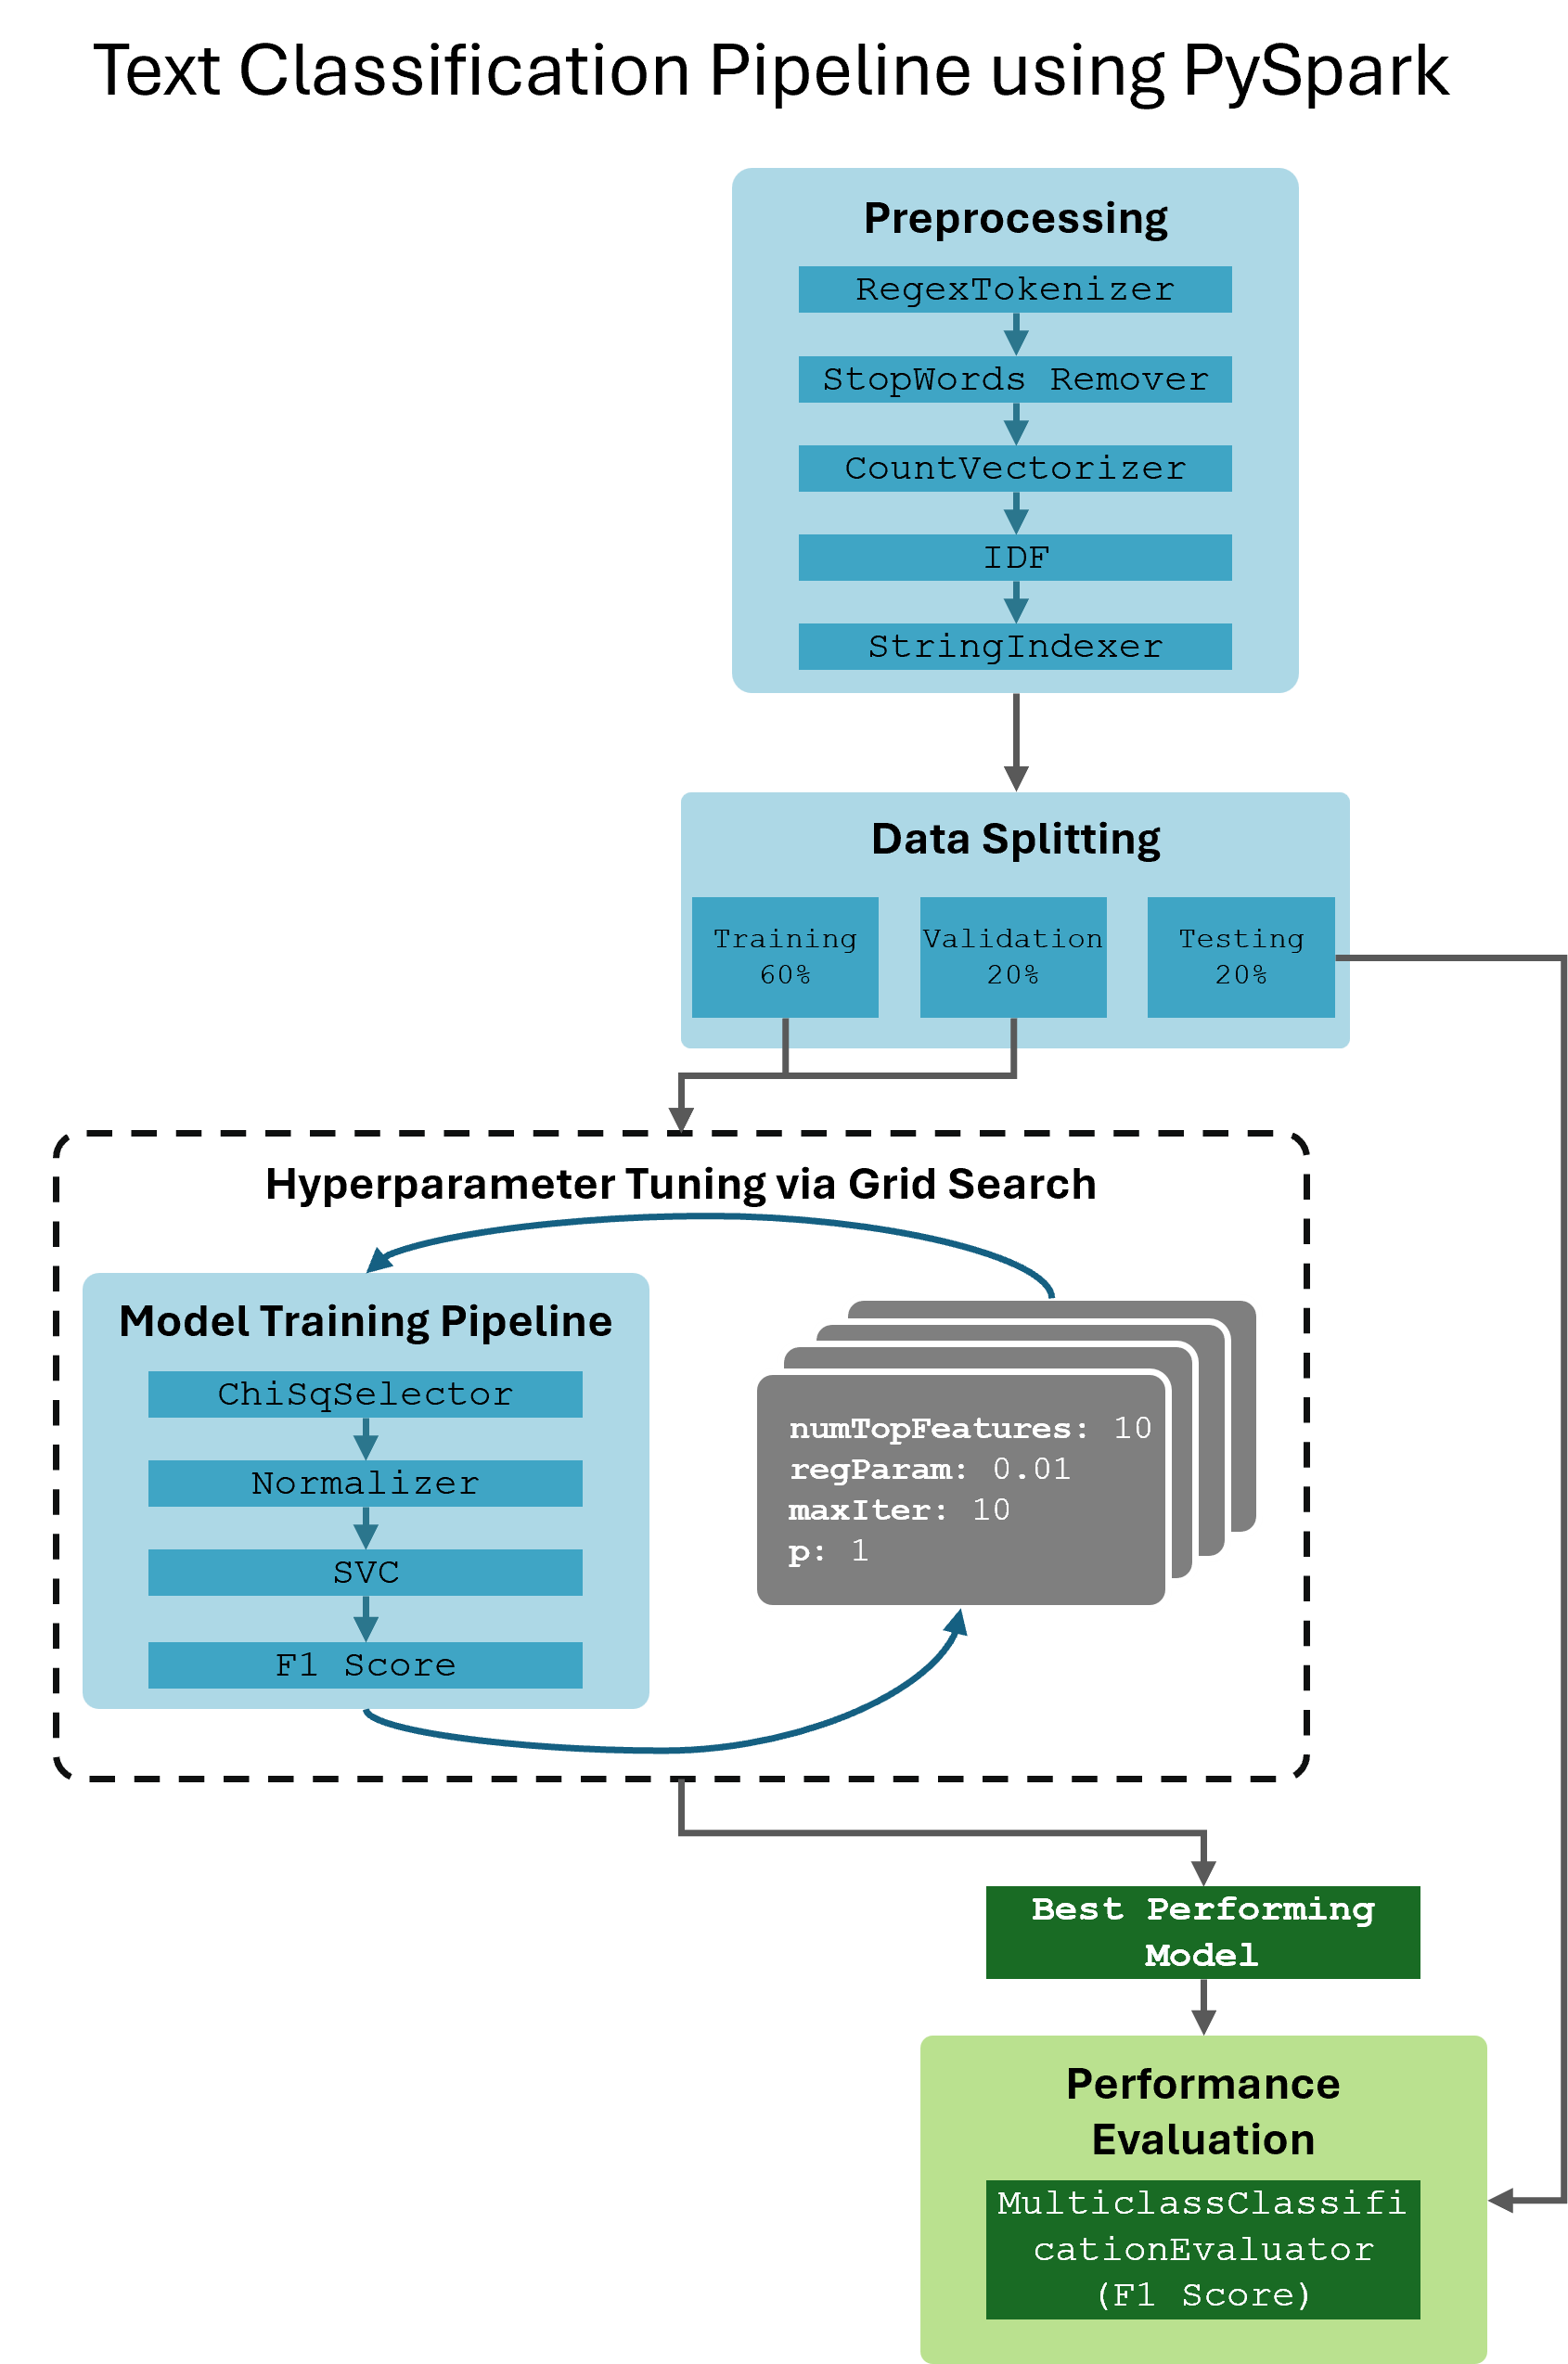 Text Classification Pipeline using PySpark
Preprocessing
RegexTokenizer
StopWords Remover
CountVectorizer
IDF
StringIndexer
Data Splitting
Training
60%
Validation
20%
Testing
20%
Hyperparameter Tuning via Grid Search
Model Training Pipeline
ChiSqSelector
Normalizer
SVC
F1 Score
numTopFeatures: 10
regParam: 0.01
maxIter: 10
p: 1
Best Performing
Model
Performance
Evaluation
MulticlassClassifi
cationEvaluator
(F1 Score)